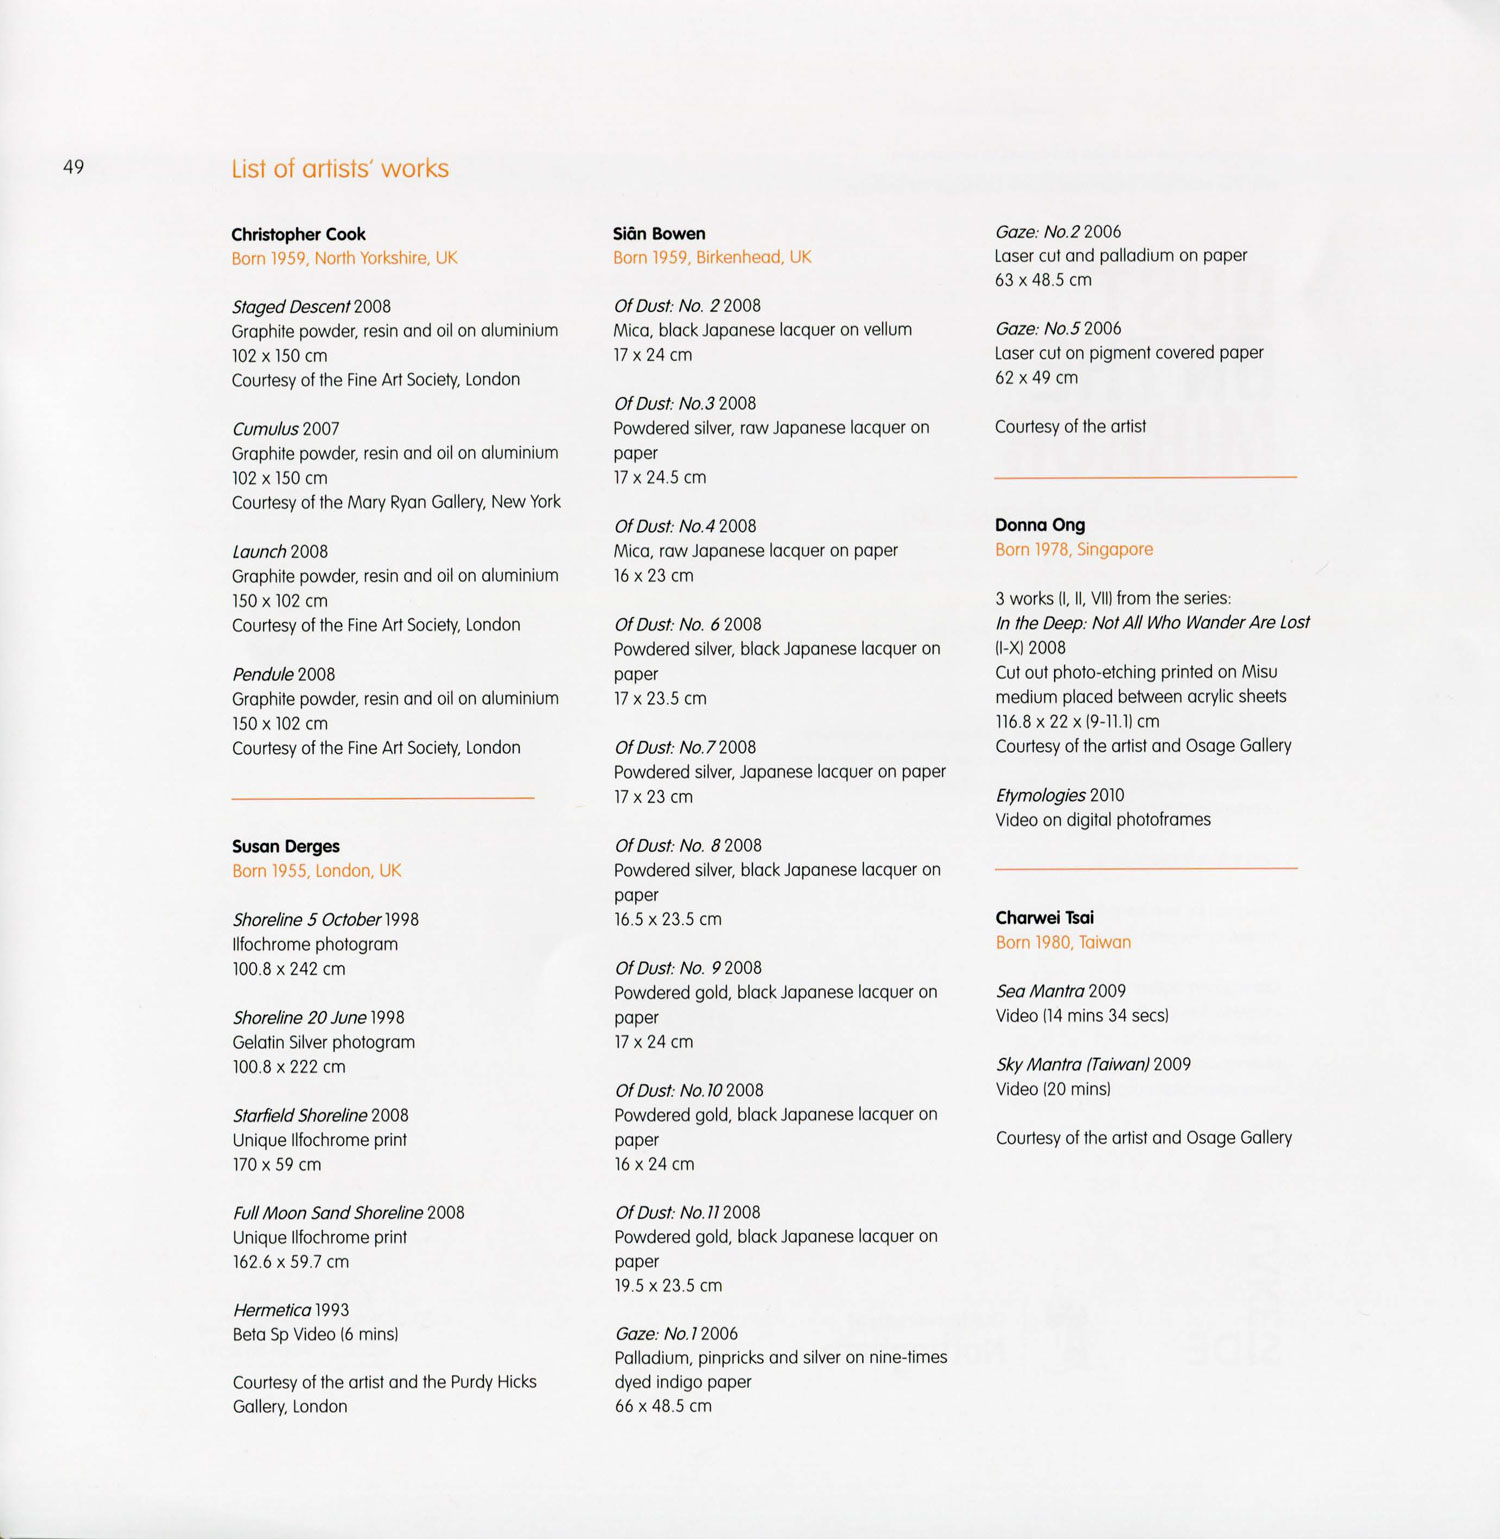 49
List of artists' works
Christopher Cook
Born 1959, North Yorkshire, UK
Staged Descent 2008
Graphite powder, resin and oil on aluminium
102 x 150 cm
Courtesy of the Fine Art Society, London
Cumulus 2007
Graphite powder, resin and oil on aluminium
102 x 150 cm
Courtesy of the Mary Ryan Gallery, New York
Launch 2008
Graphite powder, resin and oil on aluminium
150 x 102 cm
Courtesy of the Fine Art Society, London
Pendule 2008
Graphite powder, resin and oil on aluminium
150 x 102 cm
Courtesy of the Fine Art Society, London
Susan Derges
Born 1955, London, UK
Shoreline 5 October 1998
Ilfochrome photogram
100.8 x 242 cm
Shoreline 20 June 1998
Gelatin Silver photogram
100.8 x 222 cm
Starfield Shoreline 2008
Unique Ilfochrome print
170 x 59 cm
Full Moon Sand Shoreline 2008
Unique Ilfochrome print
162.6 x 59.7 cm
Hermetica 1993
Beta Sp Video (6 mins)
Courtesy of the artist and the Purdy Hicks
Gallery, London
Siân Bowen
Born 1959, Birkenhead, UK
Of Dust: No. 2 2008
Mica, black Japanese lacquer on vellum
17 x 24 cm
Of Dust: No.3 2008
Powdered silver, raw Japanese lacquer on
paper
17 x 24.5 cm
Of Dust: No.4 2008
Mica, raw Japanese lacquer on paper
16 x 23 cm
Of Dust: No. 6 2008
Powdered silver, black Japanese lacquer on
paper
17 x 23.5 cm
Of Dust: No.7 2008
Powdered silver, Japanese lacquer on paper
17 x 23 cm
Of Dust: No. 8 2008
Powdered silver, black Japanese lacquer on
paper
16.5 x 23.5 cm
Of Dust: No. 9 2008
Powdered gold, black Japanese lacquer on
paper
17 x 24 cm
Of Dust: No.10 2008
Powdered gold, black Japanese lacquer on
paper
16 x 24 cm
Of Dust: No.11 2008
Powdered gold, black Japanese lacquer on
paper
19.5 x 23.5 cm
Gaze: No.1 2006
Palladium, pinpricks and silver on nine-times
dyed indigo paper
66 x 48.5 cm
Gaze: No.2 2006
Laser cut and palladium on paper
63 x 48.5 cm
Gaze: No.5 2006
Laser cut on pigment covered paper
62 x 49 cm
Courtesy of the artist
Donna Ong
Born 1978, Singapore
3 works (I, II, VII) from the series:
In the Deep: Not All Who Wander Are Lost
(I-X) 2008
Cut out photo-etching printed on Misu
medium placed between acrylic sheets
116.8 x 22 x (9-11.1) cm
Courtesy of the artist and Osage Gallery
Etymologies 2010
Video on digital photoframes
Charwei Tsai
Born 1980, Taiwan
Sea Mantra 2009
Video (14 mins 34 secs)
Sky Mantra (Taiwan) 2009
Video (20 mins)
Courtesy of the artist and Osage Gallery